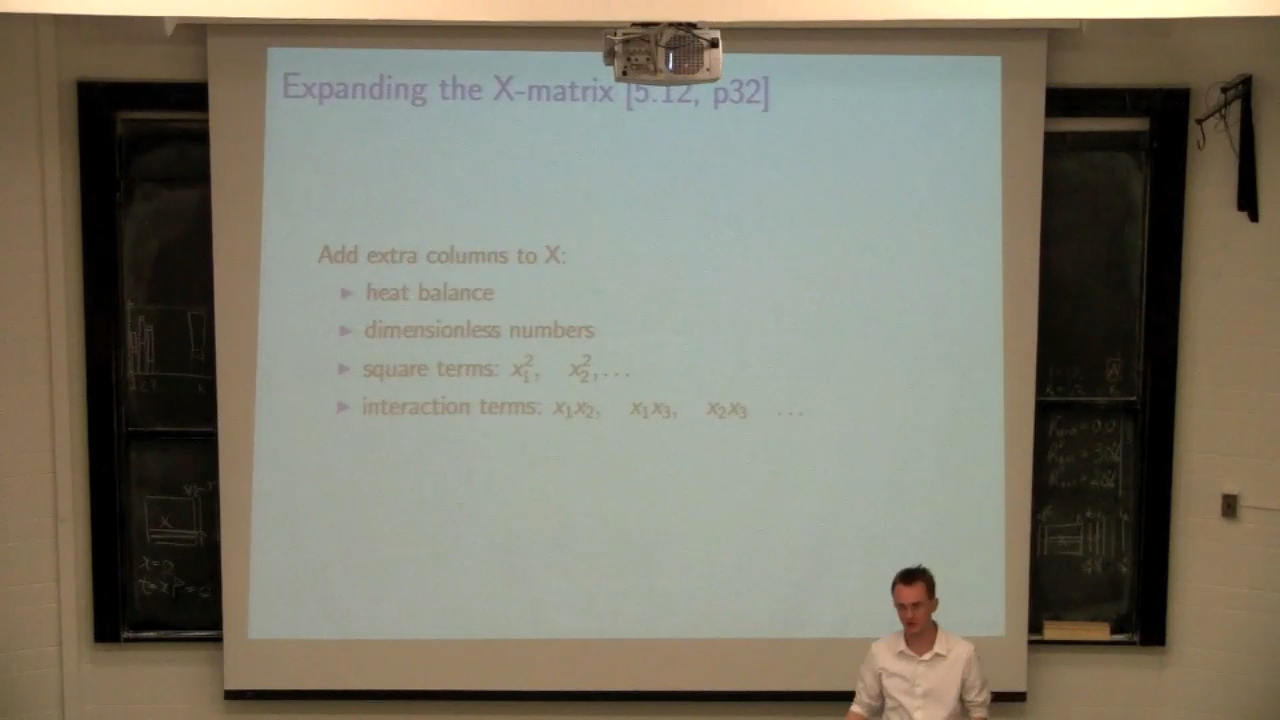 Expanding the X-matrix [5.12, p32]
Add extra columns to X:
▶ heat balance
▶ dimensionless numbers
▶ square terms: x₁², x₂², ...
▶ interaction terms: x₁x₂, x₁x₃, x₂x₃ ...